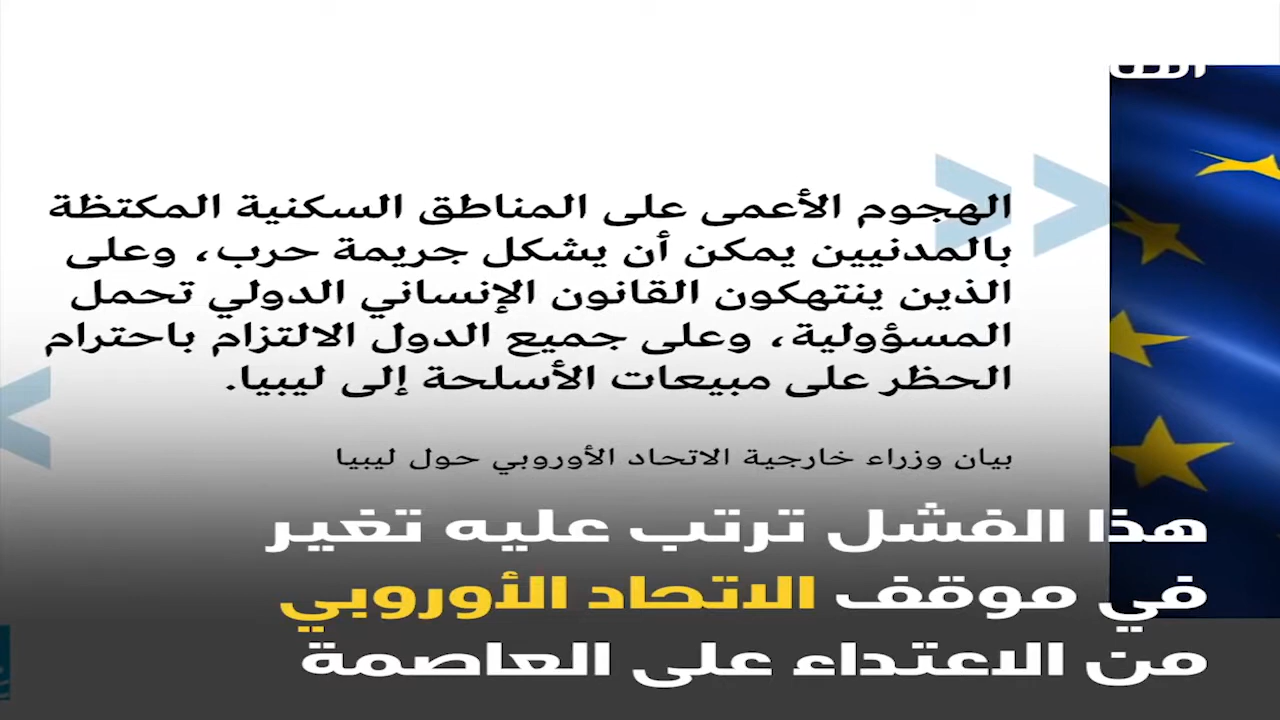 الهجوم الأعمى على المناطق السكنية المكتظة
بالمدنيين يمكن أن يشكل جريمة حرب، وعلى
الذين ينتهكون القانون الإنساني الدولي تحمل
المسؤولية، وعلى جميع الدول الالتزام باحترام
الحظر على مبيعات الأسلحة إلى ليبيا.
بيان وزراء خارجية الاتحاد الأوروبي حول ليبيا
هذا الفشل ترتب عليه تغير
في موقف الاتحاد الأوروبي
من الاعتداء على العاصمة